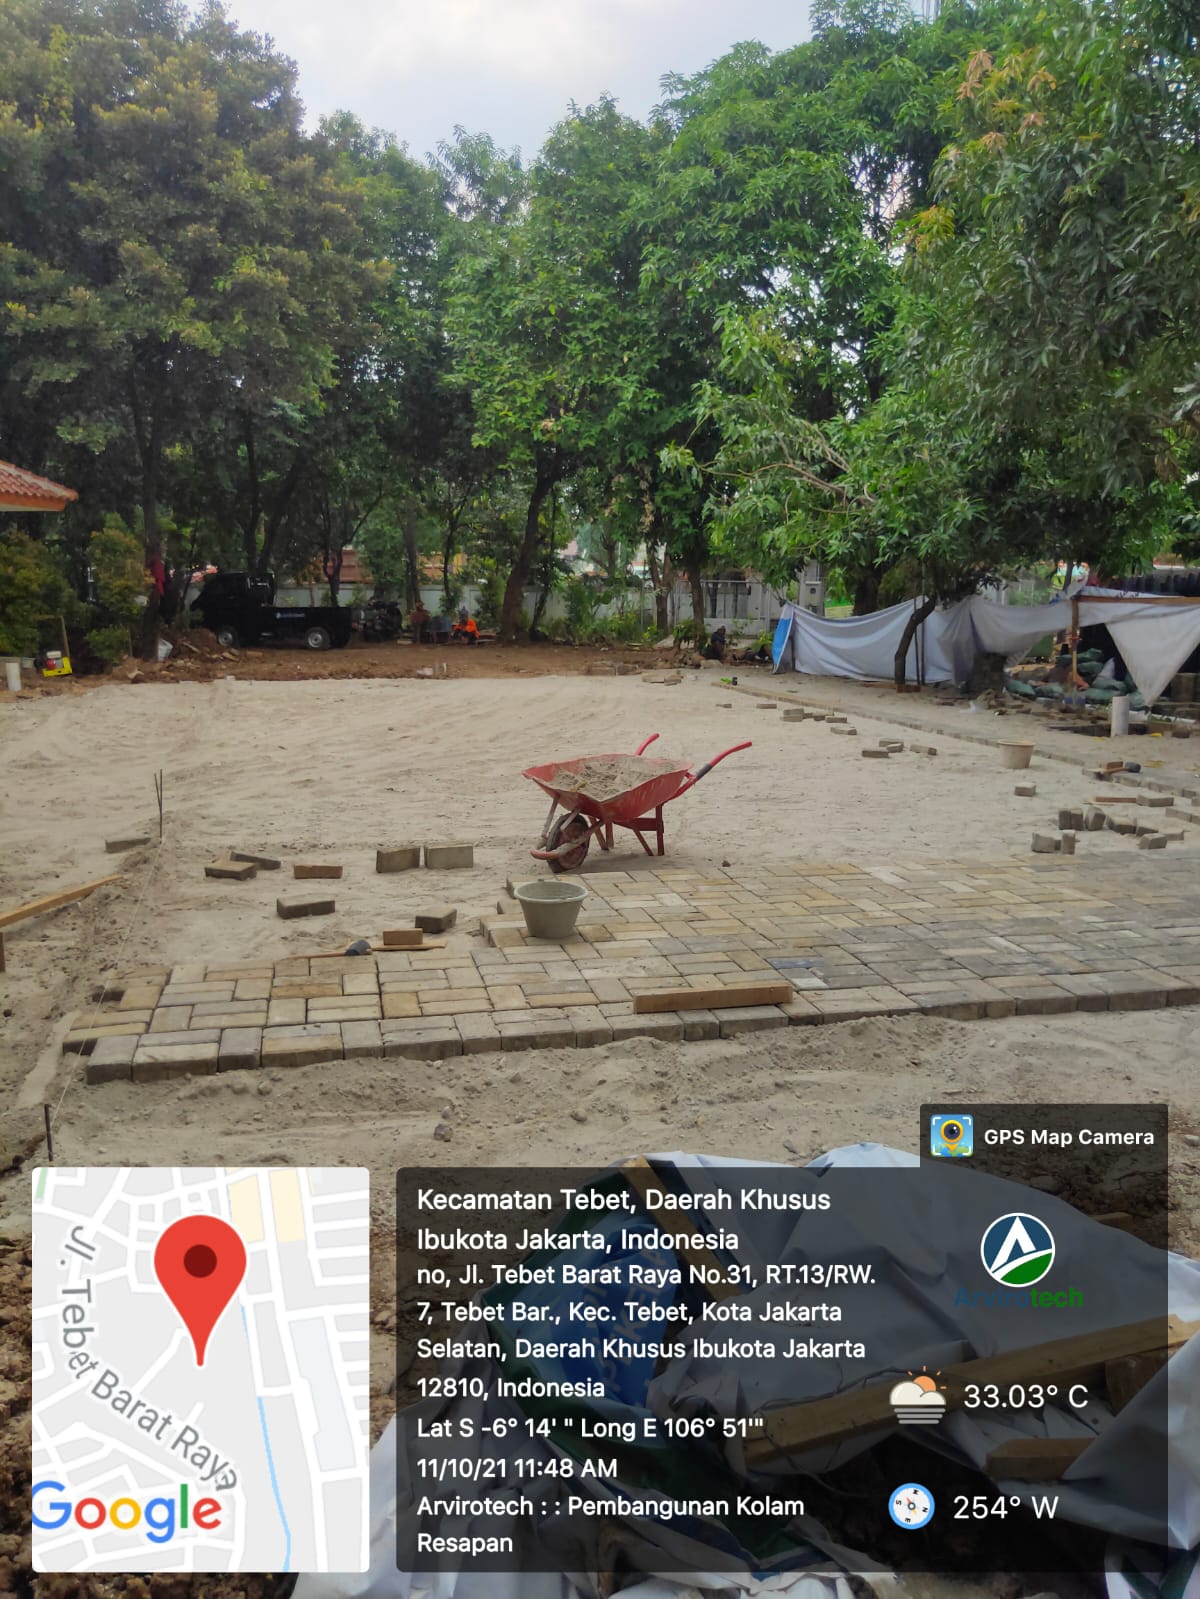 GPS Map Camera
Kecamatan Tebet, Daerah Khusus
Ibukota Jakarta, Indonesia
no, Jl. Tebet Barat Raya No.31, RT.13/RW.
7, Tebet Bar., Kec. Tebet, Kota Jakarta
Selatan, Daerah Khusus Ibukota Jakarta
12810, Indonesia
Lat S -6° 14' " Long E 106° 51'"
11/10/21 11:48 AM
Arvirotech : : Pembangunan Kolam
Resapan
Arvirotech
33.03° C
254° W
Jl. Tebet Barat Raya
Google